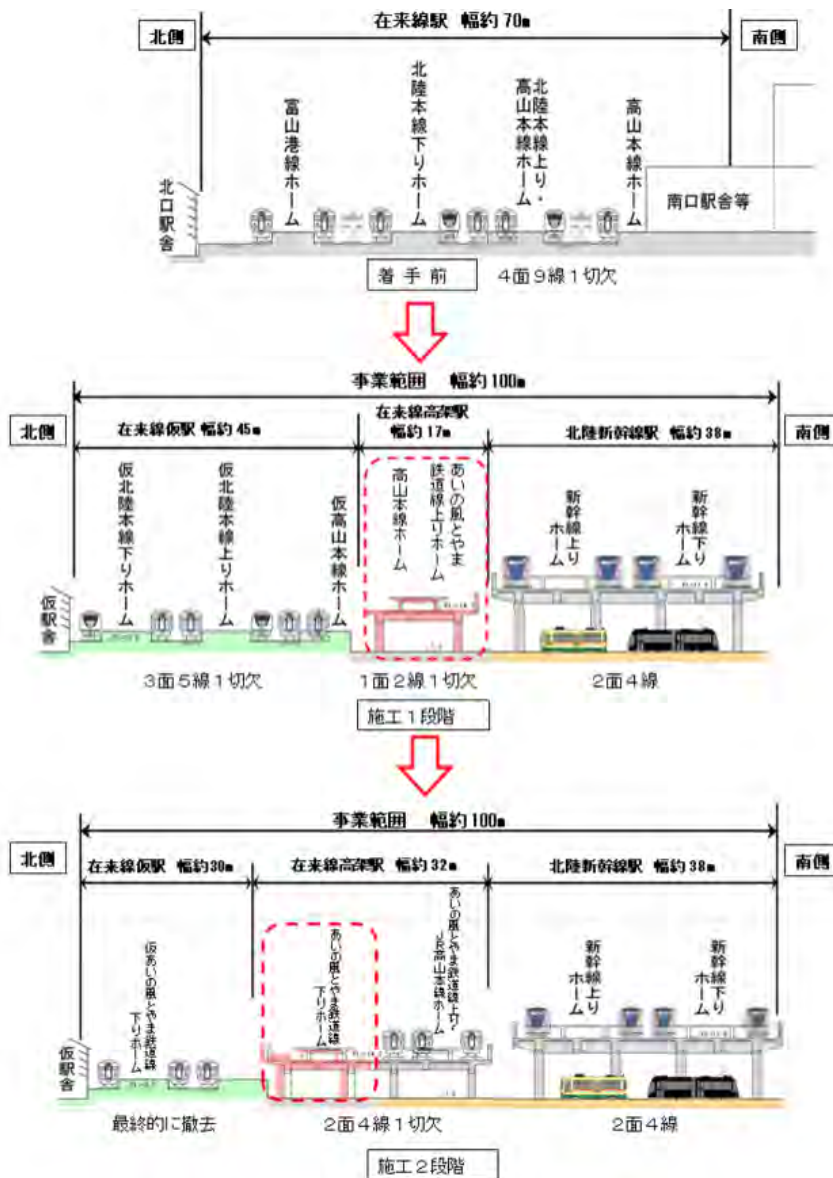 在来線駅 幅約70m
北側
南側
富山港線ホーム
北陸本線下りホーム
北陸本線上り・
高山本線ホーム
高山本線ホーム
北口駅舎
南口駅舎等
着手前
4面9線1切欠
事業範囲 幅約100m
北側
在来線仮駅 幅約45m
在来線高架駅
幅約17m
北陸新幹線駅 幅約38m
南側
仮北陸本線下りホーム
仮北陸本線上りホーム
仮高山本線ホーム
高山本線ホーム
あいの風とやま
鉄道線上りホーム
新幹線上り
ホーム
新幹線下り
ホーム
仮駅舎
3面5線1切欠
1面2線1切欠
2面4線
施工1段階
事業範囲 幅約100m
北側
在来線仮駅 幅約30m
在来線高架駅 幅約32m
北陸新幹線駅 幅約38m
南側
仮あいの風とやま鉄道線
下りホーム
あいの風とやま鉄道線
下りホーム
あいの風とやま鉄道線上り・
JR高山本線ホーム
新幹線上り
ホーム
新幹線下り
ホーム
仮駅舎
最終的に撤去
2面4線1切欠
2面4線
施工2段階